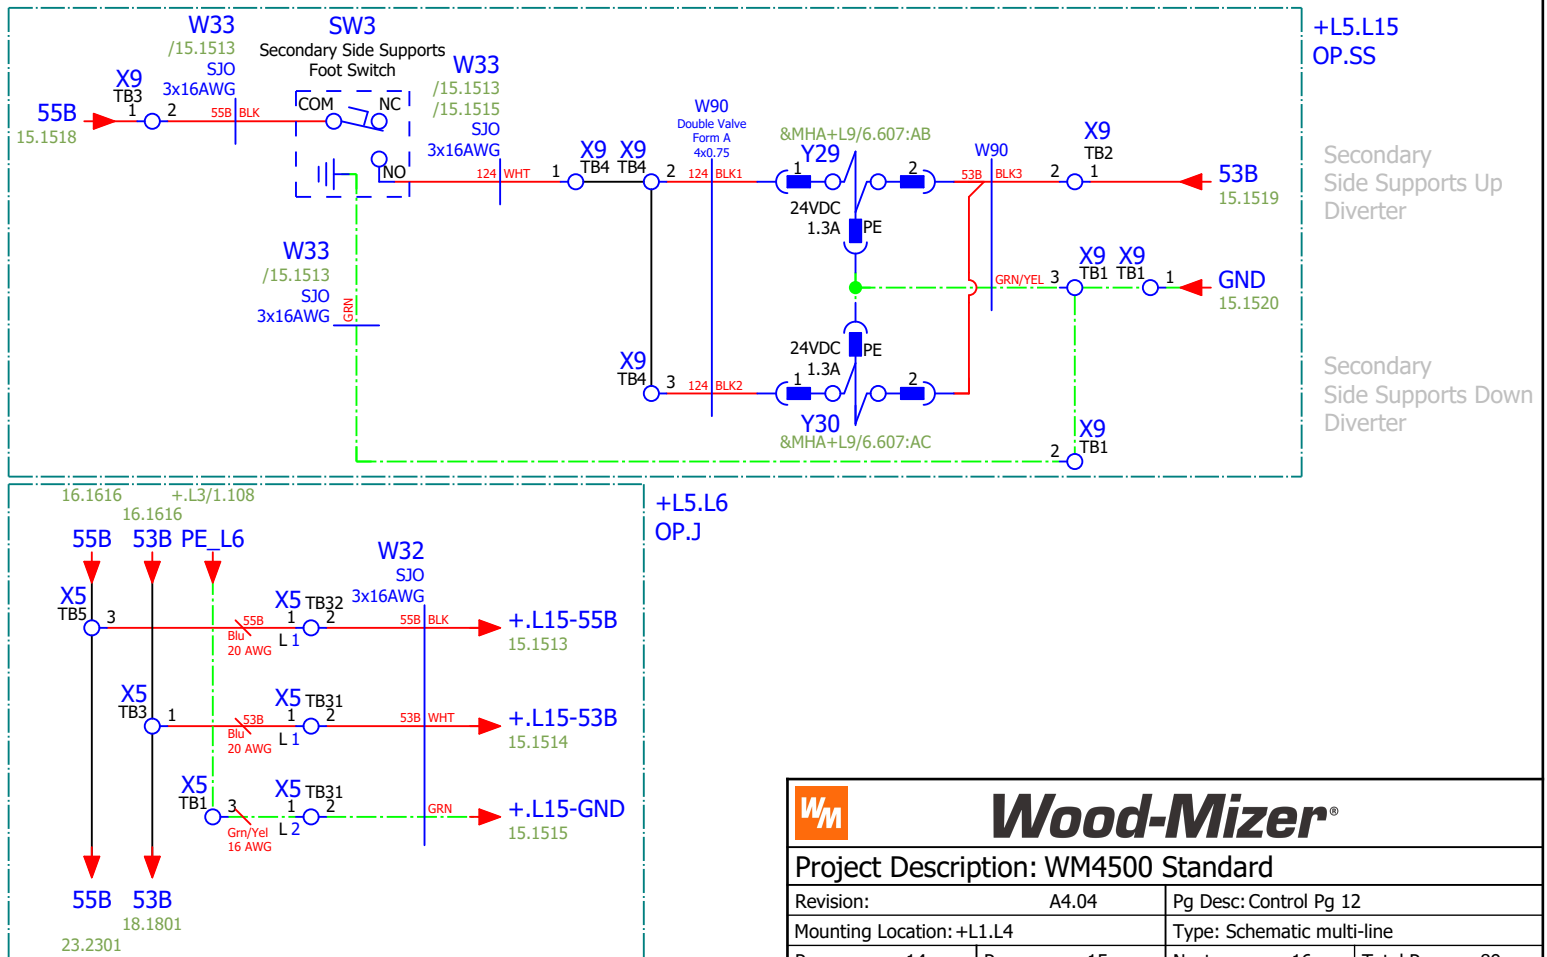 W33
/15.1513
SJO
3x16AWG
SW3
Secondary Side Supports
Foot Switch
W33
/15.1513
/15.1515
SJO
3x16AWG
+L5.L15
OP.SS
55B
15.1518
X9
TB3
1 2
55B BLK
COM NC
NO
124 WHT
1
X9 X9
TB4 TB4
2
124 BLK1
W90
Double Valve
Form A
4x0.75
&MHA+L9/6.607:AB
Y29
1 2
24VDC
1.3A
PE
W90
53B BLK3
X9
TB2
2 1
53B
15.1519
Secondary
Side Supports Up
Diverter
W33
/15.1513
SJO
3x16AWG
GRN
GRN/YEL 3
X9 X9
TB1 TB1
1
GND
15.1520
X9
TB4
3
124 BLK2
24VDC
1.3A
PE
1 2
Y30
&MHA+L9/6.607:AC
Secondary
Side Supports Down
Diverter
2
X9
TB1
16.1616
+.L3/1.108
16.1616
+L5.L6
OP.J
55B 53B PE_L6
W32
SJO
3x16AWG
X5
TB5
3
55B
Blu
20 AWG
X5 TB32
1 2
L 1
55B BLK
+.L15-55B
15.1513
X5
TB3
1
53B
Blu
20 AWG
X5 TB31
1 2
L 1
53B WHT
+.L15-53B
15.1514
X5
TB1
3
Grn/Yel
16 AWG
X5 TB31
1 2
L 2
GRN
+.L15-GND
15.1515
55B 53B
18.1801
23.2301
WM
Wood-Mizer®
Project Description: WM4500 Standard
Revision: A4.04
Pg Desc: Control Pg 12
Mounting Location: +L1.L4
Type: Schematic multi-line